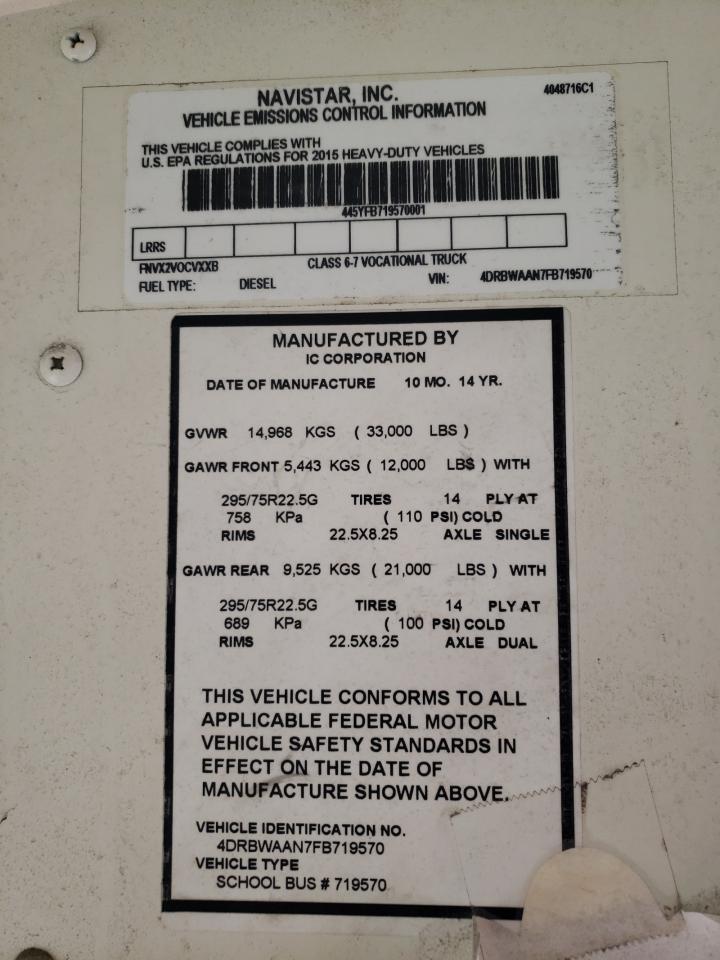 NAVISTAR, INC. 4048716C1
VEHICLE EMISSIONS CONTROL INFORMATION
THIS VEHICLE COMPLIES WITH
U.S. EPA REGULATIONS FOR 2015 HEAVY-DUTY VEHICLES
445YFB719570001
LRRS
FNVX2VOCVXXB CLASS 6-7 VOCATIONAL TRUCK
FUEL TYPE: DIESEL VIN: 4DRBWAAN7FB719570
MANUFACTURED BY
IC CORPORATION
DATE OF MANUFACTURE 10 MO. 14 YR.
GVWR 14,968 KGS ( 33,000 LBS )
GAWR FRONT 5,443 KGS ( 12,000 LBS ) WITH
295/75R22.5G TIRES 14 PLY AT
758 KPa ( 110 PSI) COLD
RIMS 22.5X8.25 AXLE SINGLE
GAWR REAR 9,525 KGS ( 21,000 LBS ) WITH
295/75R22.5G TIRES 14 PLY AT
689 KPa ( 100 PSI) COLD
RIMS 22.5X8.25 AXLE DUAL
THIS VEHICLE CONFORMS TO ALL
APPLICABLE FEDERAL MOTOR
VEHICLE SAFETY STANDARDS IN
EFFECT ON THE DATE OF
MANUFACTURE SHOWN ABOVE.
VEHICLE IDENTIFICATION NO.
4DRBWAAN7FB719570
VEHICLE TYPE
SCHOOL BUS # 719570